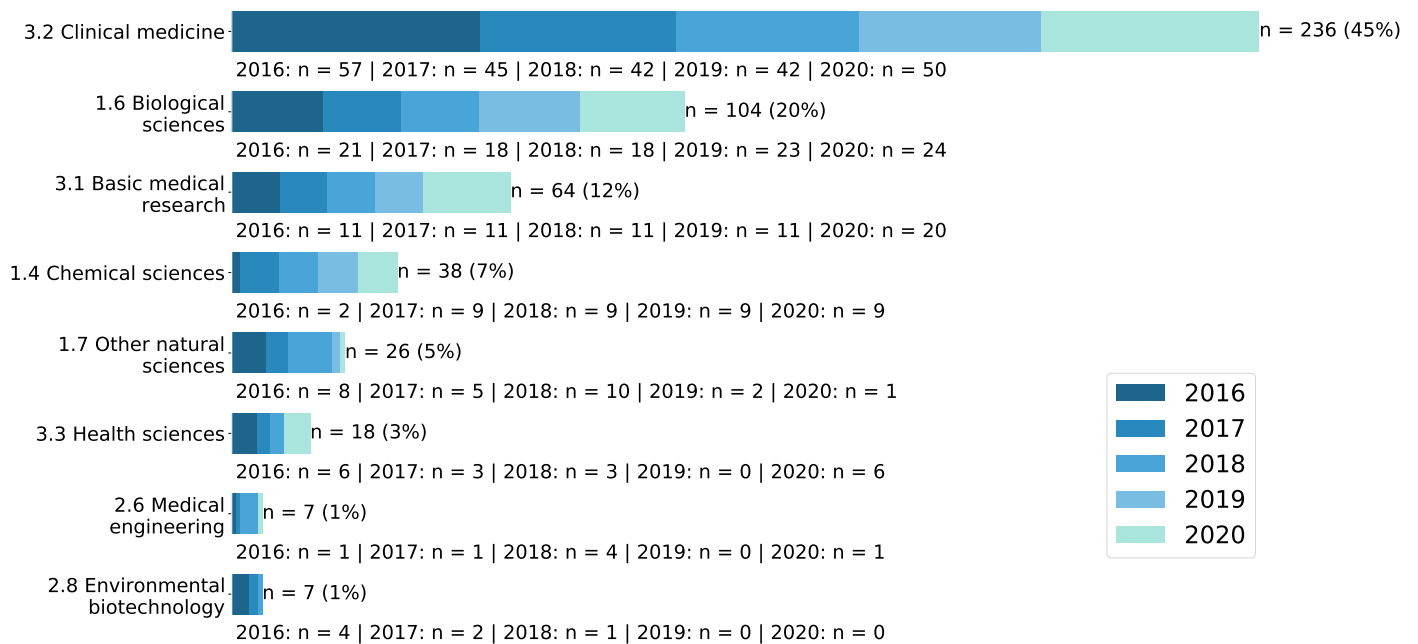 3.2 Clinical medicine
n = 236 (45%)
2016: n = 57 | 2017: n = 45 | 2018: n = 42 | 2019: n = 42 | 2020: n = 50
1.6 Biological
sciences
n = 104 (20%)
2016: n = 21 | 2017: n = 18 | 2018: n = 18 | 2019: n = 23 | 2020: n = 24
3.1 Basic medical
research
n = 64 (12%)
2016: n = 11 | 2017: n = 11 | 2018: n = 11 | 2019: n = 11 | 2020: n = 20
1.4 Chemical sciences
n = 38 (7%)
2016: n = 2 | 2017: n = 9 | 2018: n = 9 | 2019: n = 9 | 2020: n = 9
1.7 Other natural
sciences
n = 26 (5%)
2016: n = 8 | 2017: n = 5 | 2018: n = 10 | 2019: n = 2 | 2020: n = 1
3.3 Health sciences
n = 18 (3%)
2016: n = 6 | 2017: n = 3 | 2018: n = 3 | 2019: n = 0 | 2020: n = 6
2.6 Medical
engineering
n = 7 (1%)
2016: n = 1 | 2017: n = 1 | 2018: n = 4 | 2019: n = 0 | 2020: n = 1
2.8 Environmental
biotechnology
n = 7 (1%)
2016: n = 4 | 2017: n = 2 | 2018: n = 1 | 2019: n = 0 | 2020: n = 0
2016
2017
2018
2019
2020